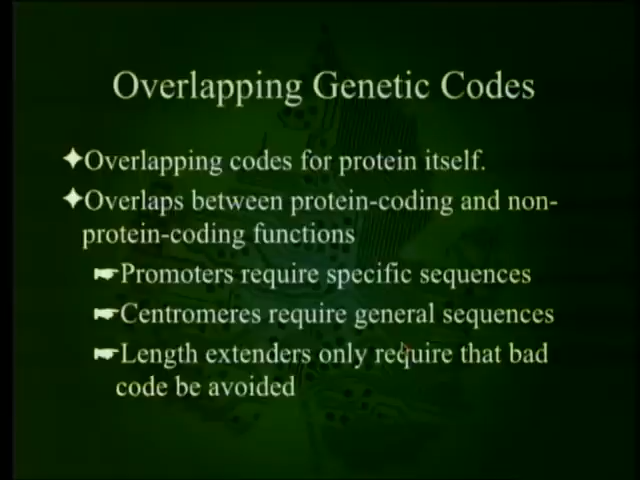 Overlapping Genetic Codes
Overlapping codes for protein itself.
Overlaps between protein-coding and non-
protein-coding functions
Promoters require specific sequences
Centromeres require general sequences
Length extenders only require that bad
code be avoided